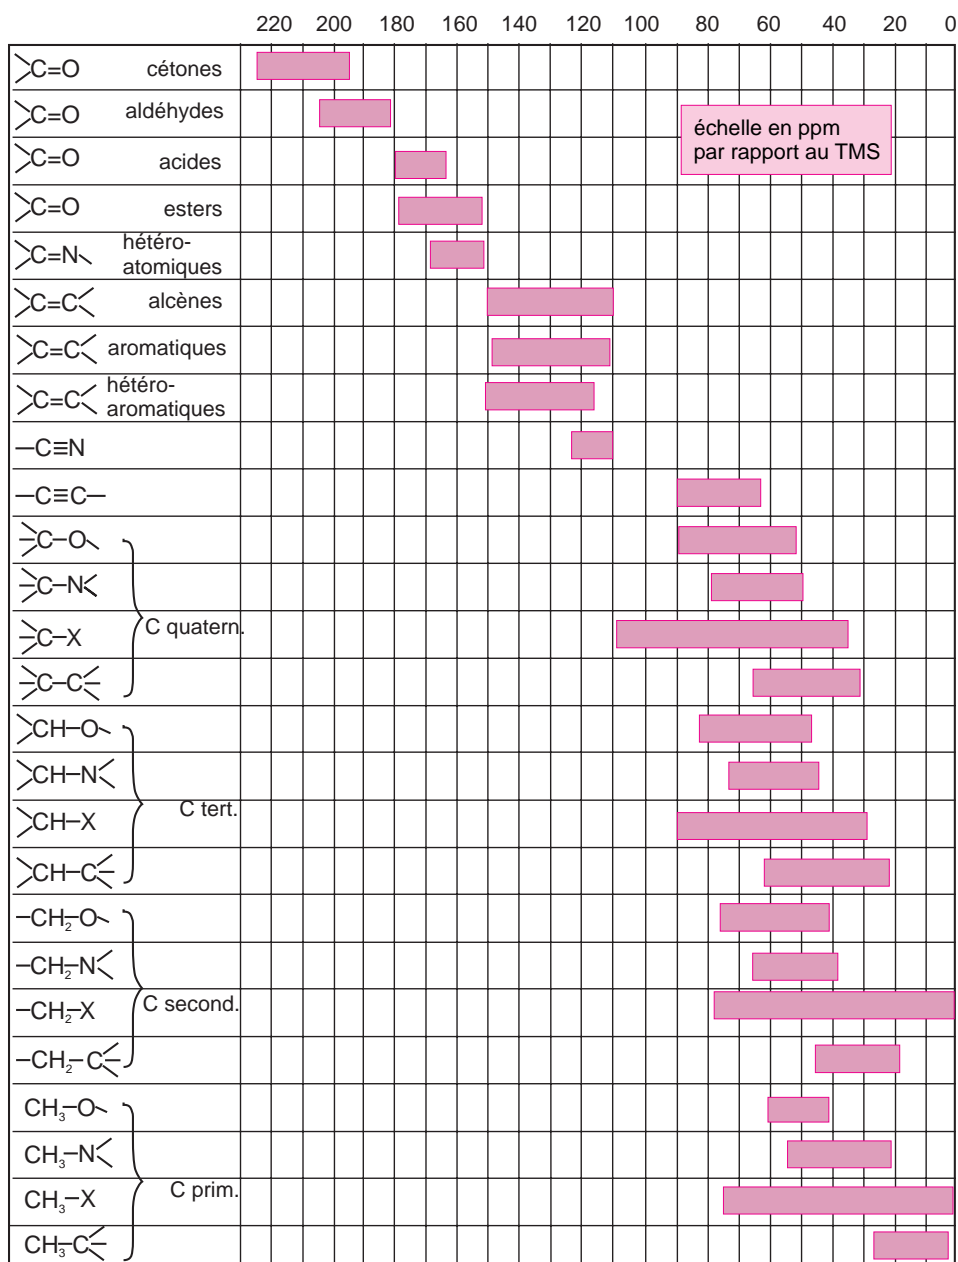 220 200 180 160 140 120 100 80 60 40 20 0
C=O cétones
C=O aldéhydes
échelle en ppm
par rapport au TMS
C=O acides
C=O esters
C=N hétéro-
atomiques
C=C alcènes
C=C aromatiques
C=C hétéro-
aromatiques
—C≡N
—C≡C—
C—O
C—N
C quatern.
C—X
C—C
CH—O
CH—N
C tert.
CH—X
CH—C
—CH₂—O
—CH₂—N
C second.
—CH₂—X
—CH₂—C
CH₃—O
CH₃—N
C prim.
CH₃—X
CH₃—C